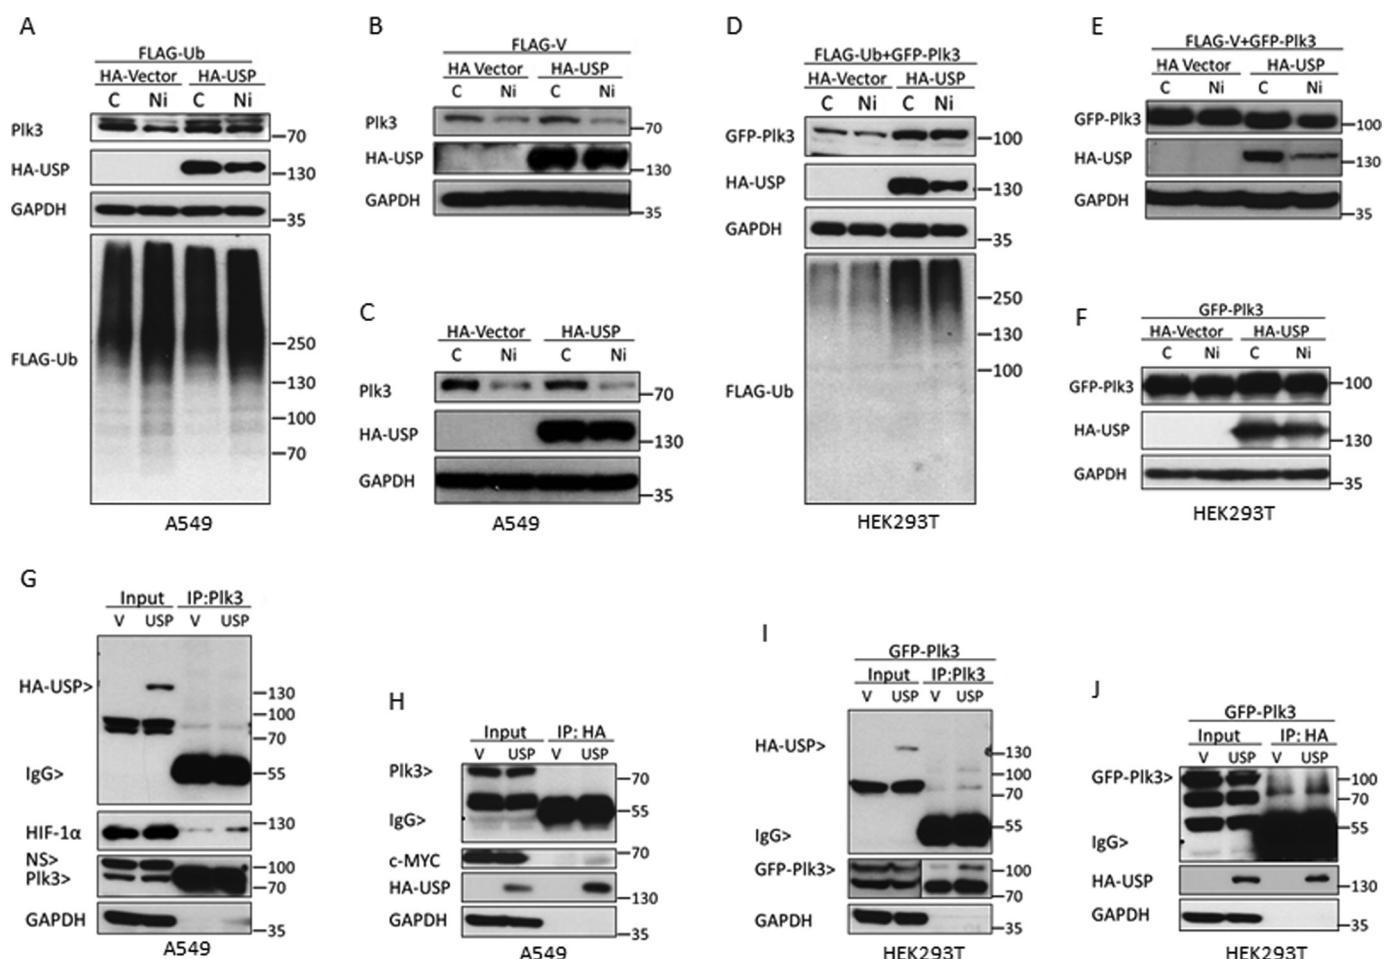 A
FLAG-Ub
HA-Vector HA-USP
C Ni C Ni
Plk3
70
HA-USP
130
GAPDH
35
FLAG-Ub
250
130
100
70
A549
B
FLAG-V
HA Vector HA-USP
C Ni C Ni
Plk3
70
HA-USP
130
GAPDH
35
C
HA-Vector HA-USP
C Ni C Ni
Plk3
70
HA-USP
130
GAPDH
35
A549
D
FLAG-Ub+GFP-Plk3
HA-Vector HA-USP
C Ni C Ni
GFP-Plk3
100
HA-USP
130
GAPDH
35
250
130
100
FLAG-Ub
HEK293T
E
FLAG-V+GFP-Plk3
HA Vector HA-USP
C Ni C Ni
GFP-Plk3
100
HA-USP
130
GAPDH
35
F
GFP-Plk3
HA-Vector HA-USP
C Ni C Ni
GFP-Plk3
100
HA-USP
130
GAPDH
35
HEK293T
G
Input IP:Plk3
V USP V USP
HA-USP>
130
100
70
IgG>
55
HIF-1α
130
NS>
100
Plk3>
70
GAPDH
35
A549
H
Input IP: HA
V USP V USP
Plk3>
70
55
IgG>
c-MYC
70
HA-USP
130
GAPDH
35
A549
I
GFP-Plk3
Input IP:Plk3
V USP V USP
HA-USP>
130
100
70
IgG>
55
GFP-Plk3>
100
70
GAPDH
35
HEK293T
J
GFP-Plk3
Input IP: HA
V USP V USP
GFP-Plk3>
100
70
55
IgG>
HA-USP
130
GAPDH
35
HEK293T